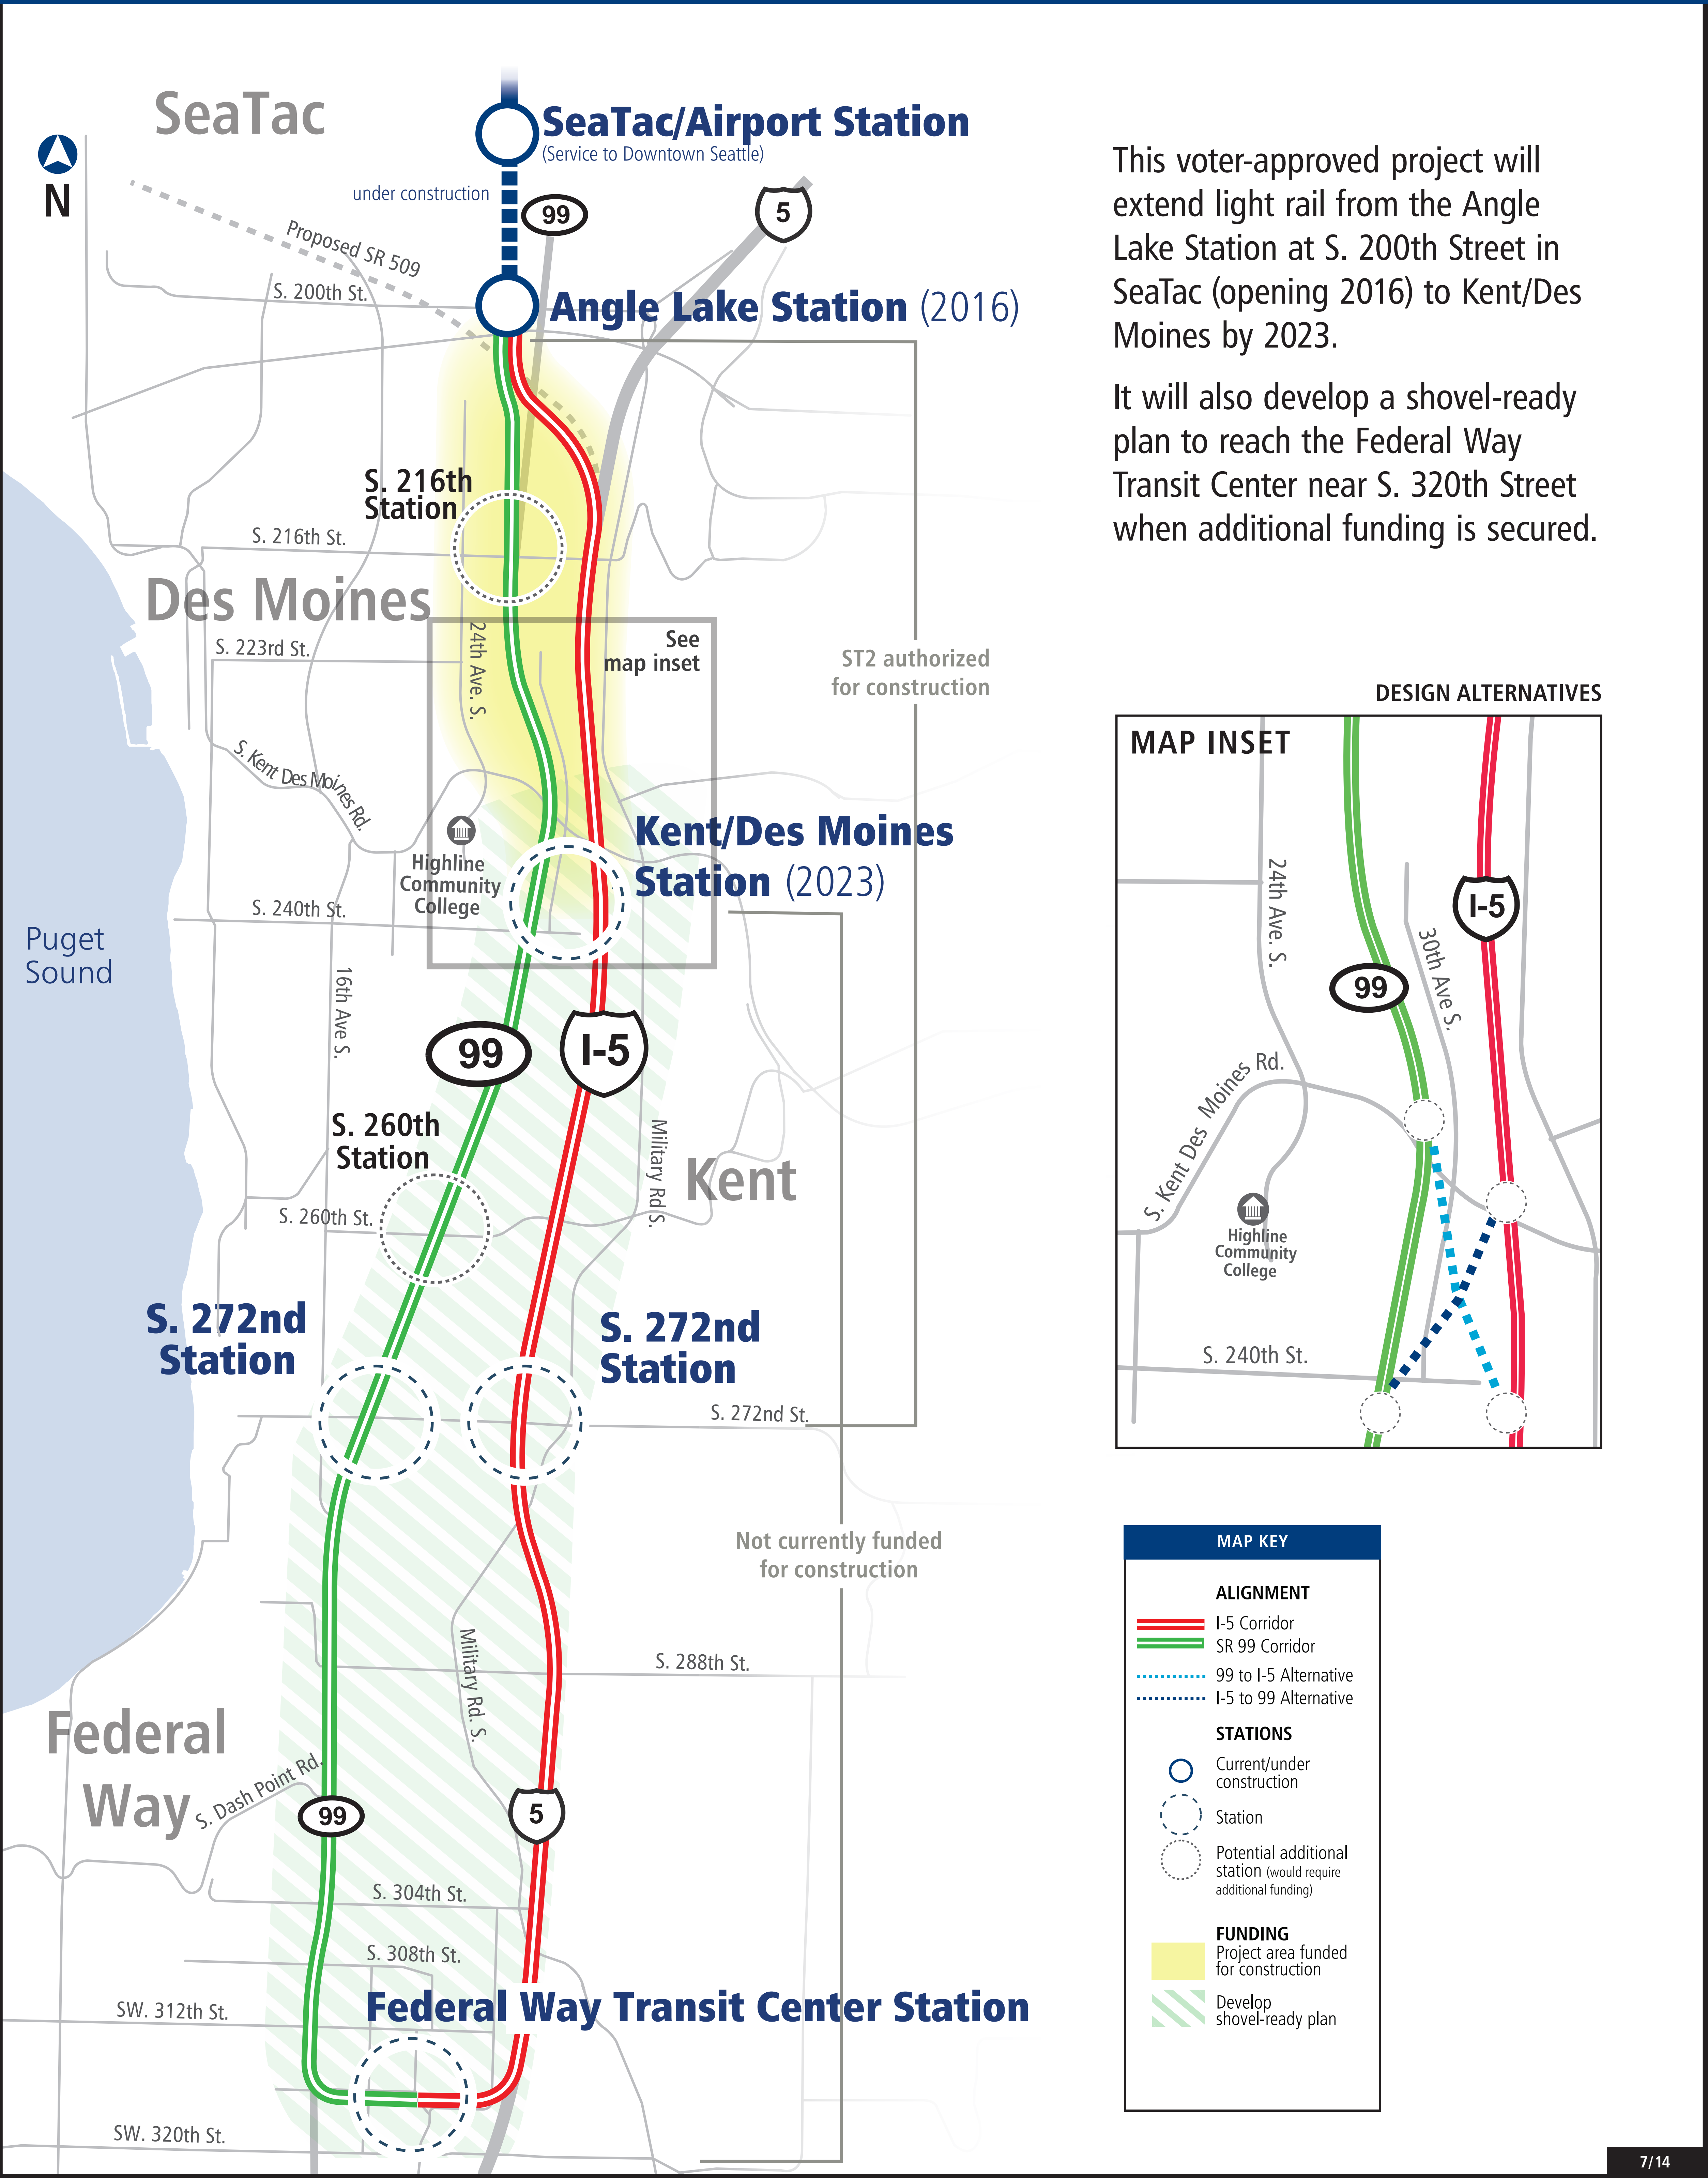 SeaTac
SeaTac/Airport Station
(Service to Downtown Seattle)
N
under construction
99
5
Proposed SR 509
S. 200th St.
Angle Lake Station (2016)
This voter-approved project will
extend light rail from the Angle
Lake Station at S. 200th Street in
SeaTac (opening 2016) to Kent/Des
Moines by 2023.
It will also develop a shovel-ready
plan to reach the Federal Way
Transit Center near S. 320th Street
when additional funding is secured.
S. 216th
Station
S. 216th St.
Des Moines
S. 223rd St.
24th Ave. S.
See
map inset
ST2 authorized
for construction
S. Kent Des Moines Rd.
Highline
Community
College
Kent/Des Moines
Station (2023)
S. 240th St.
Puget
Sound
16th Ave S.
99
I-5
S. 260th
Station
Military Rd S.
Kent
S. 260th St.
S. 272nd
Station
S. 272nd
Station
S. 272nd St.
Not currently funded
for construction
S. 288th St.
Military Rd. S.
Federal
Way
S. Dash Point Rd.
99
5
S. 304th St.
S. 308th St.
Federal Way Transit Center Station
SW. 312th St.
SW. 320th St.
DESIGN ALTERNATIVES
MAP INSET
24th Ave. S.
I-5
30th Ave S.
99
S. Kent Des Moines Rd.
Highline
Community
College
S. 240th St.
MAP KEY
ALIGNMENT
I-5 Corridor
SR 99 Corridor
99 to I-5 Alternative
I-5 to 99 Alternative
STATIONS
Current/under
construction
Station
Potential additional
station (would require
additional funding)
FUNDING
Project area funded
for construction
Develop
shovel-ready plan
7/14